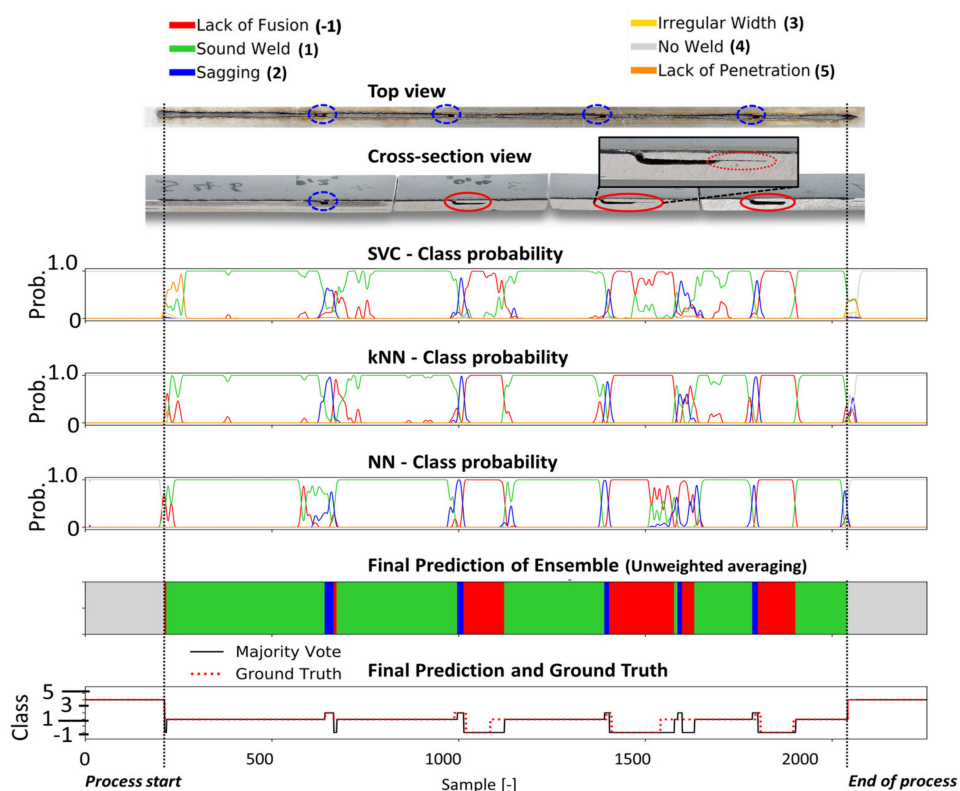 Lack of Fusion (-1)
Sound Weld (1)
Sagging (2)
Irregular Width (3)
No Weld (4)
Lack of Penetration (5)
Top view
Cross-section view
SVC - Class probability
Prob.
1.0
0
kNN - Class probability
Prob.
1.0
0
NN - Class probability
Prob.
1.0
0
Final Prediction of Ensemble (Unweighted averaging)
Majority Vote
Ground Truth
Final Prediction and Ground Truth
Class
5
3
1
-1
0 500 1000 1500 2000
Process start
Sample [-]
End of process